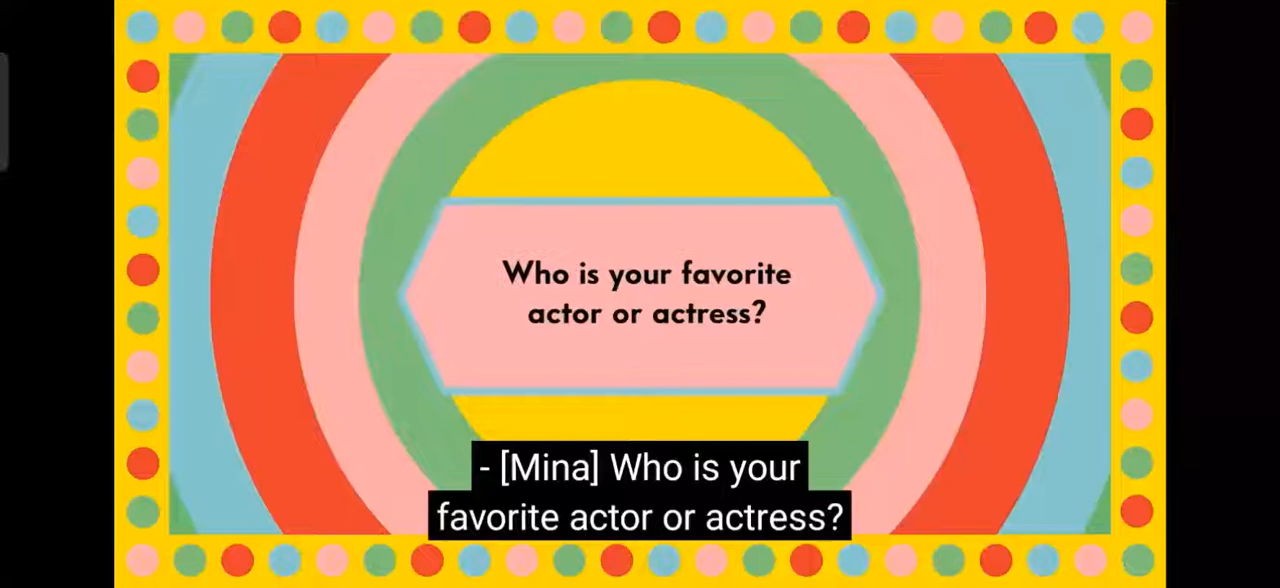 Who is your favorite
actor or actress?
- [Mina] Who is your
favorite actor or actress?